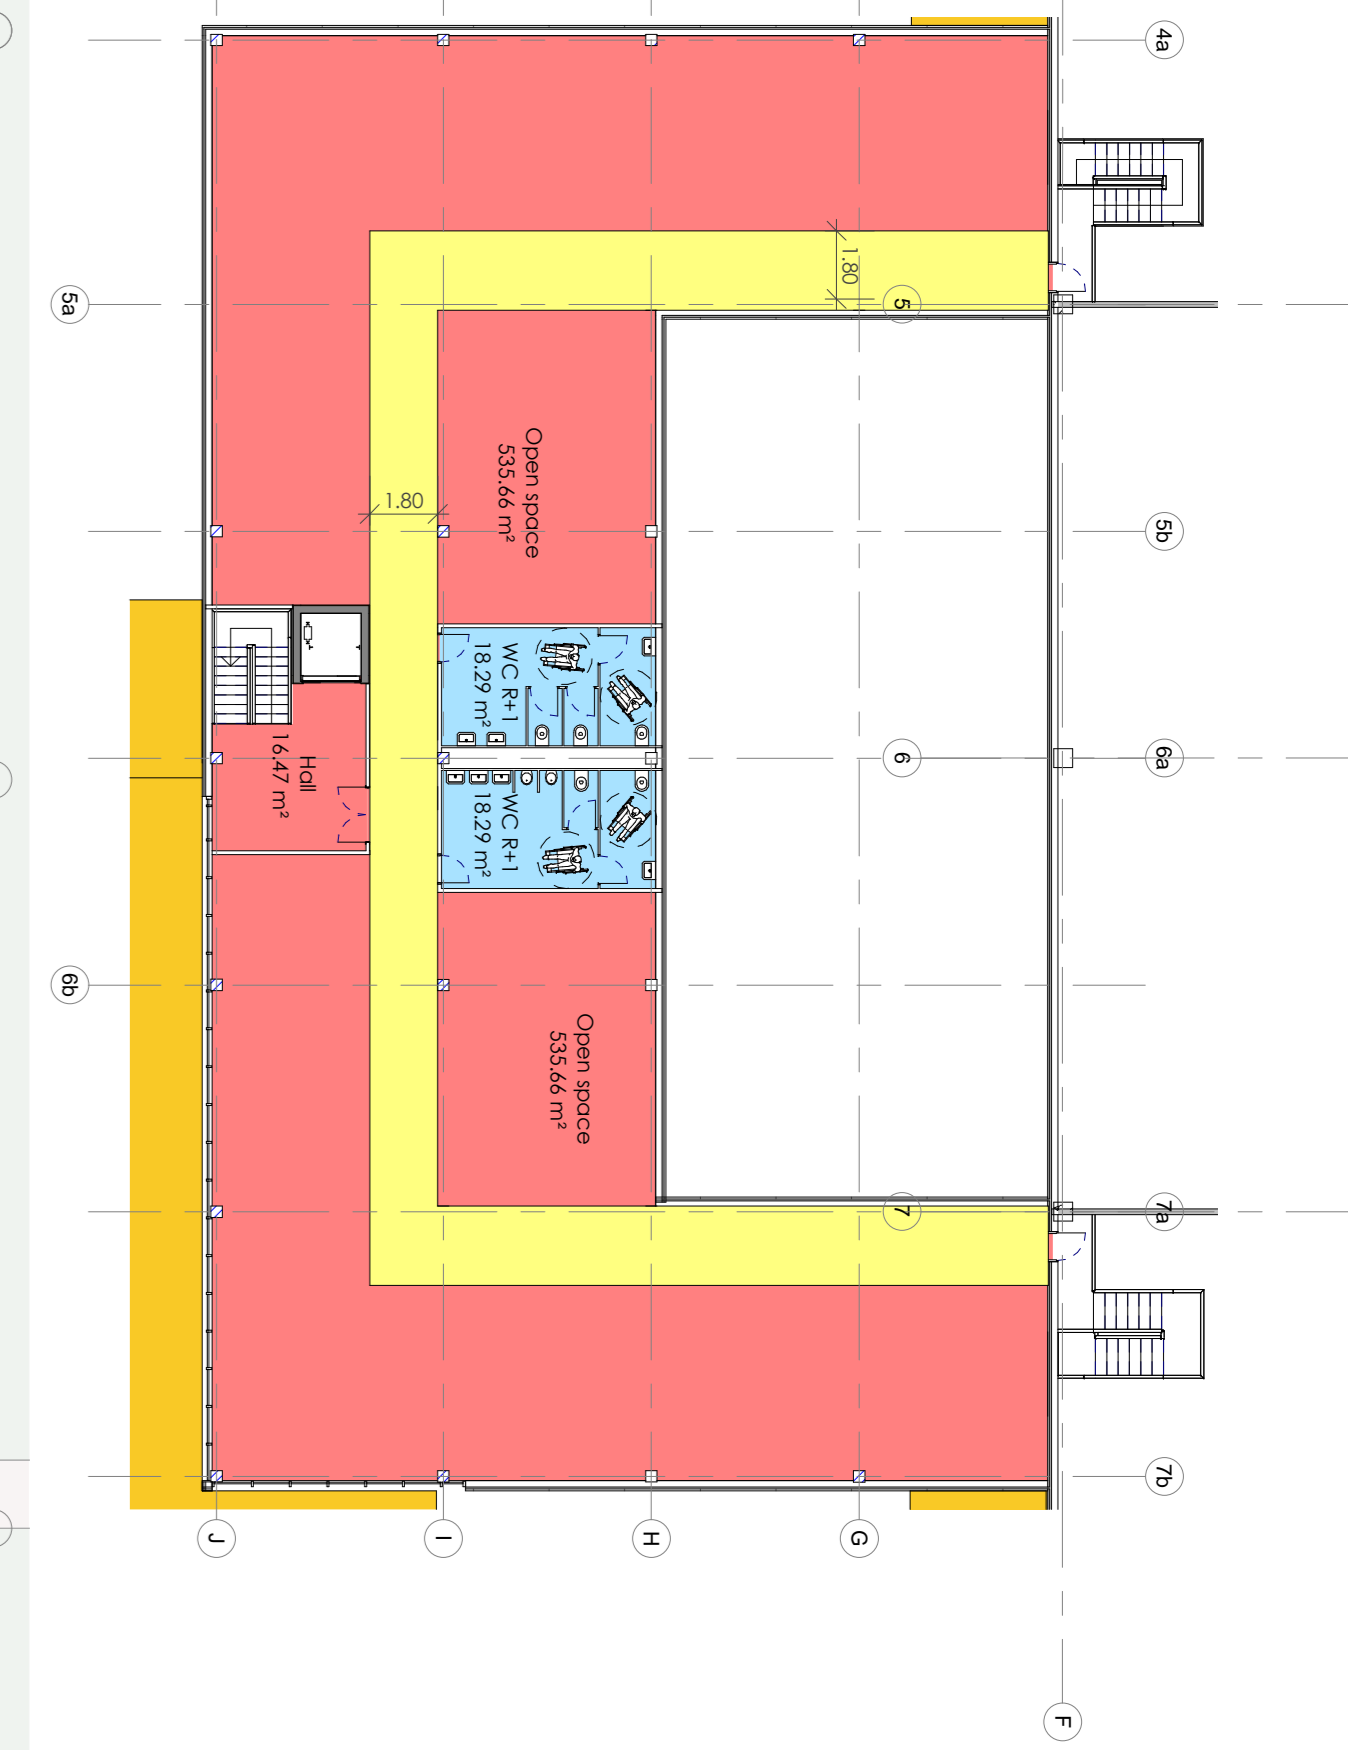 4a
5a
1.80
5
Open space
535.66 m²
1.80
5b
WC R+1
18.29 m²
Hall
16.47 m²
6
6a
WC R+1
18.29 m²
6b
Open space
535.66 m²
7
7a
7b
J
I
H
G
F